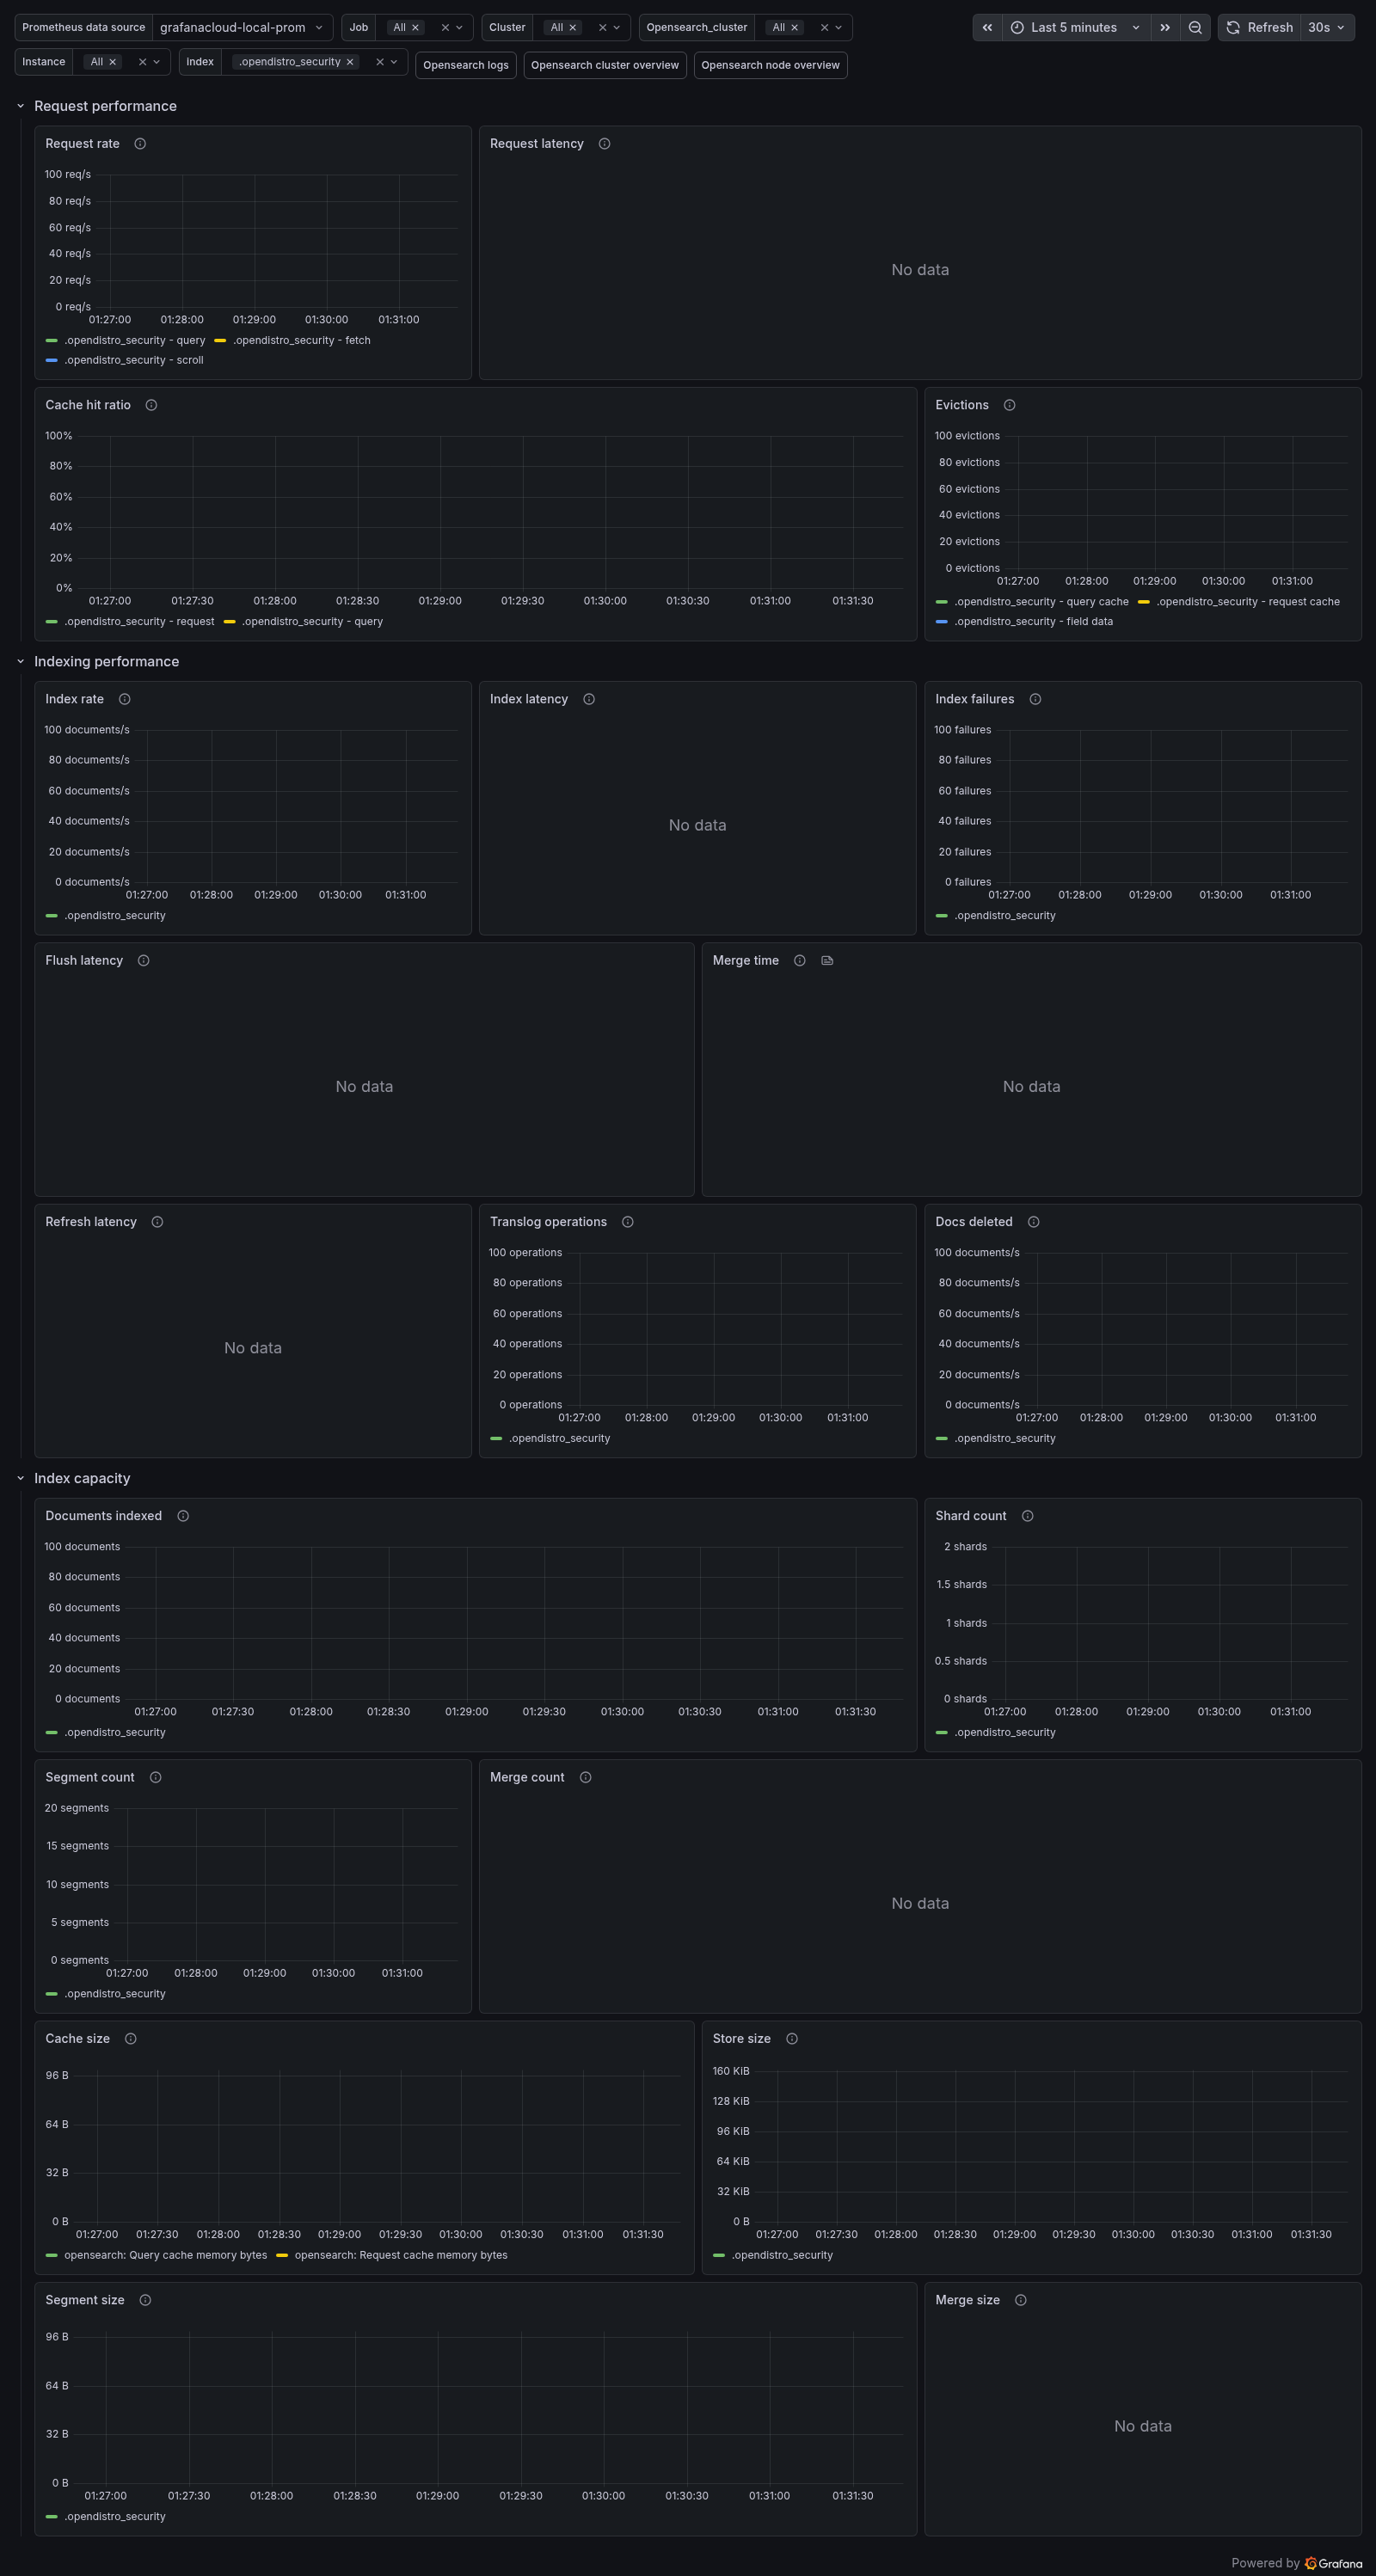 Prometheus data source grafanacloud-local-prom Job All Cluster All Opensearch_cluster All Last 5 minutes Refresh 30s
Instance All index .opendistro_security Opensearch logs Opensearch cluster overview Opensearch node overview
Request performance
Request rate
100 req/s
80 req/s
60 req/s
40 req/s
20 req/s
0 req/s
01:27:00 01:28:00 01:29:00 01:30:00 01:31:00
.opendistro_security - query .opendistro_security - fetch
.opendistro_security - scroll
Request latency
No data
Cache hit ratio
100%
80%
60%
40%
20%
0%
01:27:00 01:27:30 01:28:00 01:28:30 01:29:00 01:29:30 01:30:00 01:30:30 01:31:00 01:31:30
.opendistro_security - request .opendistro_security - query
Evictions
100 evictions
80 evictions
60 evictions
40 evictions
20 evictions
0 evictions
01:27:00 01:28:00 01:29:00 01:30:00 01:31:00
.opendistro_security - query cache .opendistro_security - request cache
.opendistro_security - field data
Indexing performance
Index rate
100 documents/s
80 documents/s
60 documents/s
40 documents/s
20 documents/s
0 documents/s
01:27:00 01:28:00 01:29:00 01:30:00 01:31:00
.opendistro_security
Index latency
No data
Index failures
100 failures
80 failures
60 failures
40 failures
20 failures
0 failures
01:27:00 01:28:00 01:29:00 01:30:00 01:31:00
.opendistro_security
Flush latency
No data
Merge time
No data
Refresh latency
No data
Translog operations
100 operations
80 operations
60 operations
40 operations
20 operations
0 operations
01:27:00 01:28:00 01:29:00 01:30:00 01:31:00
.opendistro_security
Docs deleted
100 documents/s
80 documents/s
60 documents/s
40 documents/s
20 documents/s
0 documents/s
01:27:00 01:28:00 01:29:00 01:30:00 01:31:00
.opendistro_security
Index capacity
Documents indexed
100 documents
80 documents
60 documents
40 documents
20 documents
0 documents
01:27:00 01:27:30 01:28:00 01:28:30 01:29:00 01:29:30 01:30:00 01:30:30 01:31:00 01:31:30
.opendistro_security
Shard count
2 shards
1.5 shards
1 shards
0.5 shards
0 shards
01:27:00 01:28:00 01:29:00 01:30:00 01:31:00
.opendistro_security
Segment count
20 segments
15 segments
10 segments
5 segments
0 segments
01:27:00 01:28:00 01:29:00 01:30:00 01:31:00
.opendistro_security
Merge count
No data
Cache size
96 B
64 B
32 B
0 B
01:27:00 01:27:30 01:28:00 01:28:30 01:29:00 01:29:30 01:30:00 01:30:30 01:31:00 01:31:30
opensearch: Query cache memory bytes opensearch: Request cache memory bytes
Store size
160 KiB
128 KiB
96 KiB
64 KiB
32 KiB
0 B
01:27:00 01:27:30 01:28:00 01:28:30 01:29:00 01:29:30 01:30:00 01:30:30 01:31:00 01:31:30
.opendistro_security
Segment size
96 B
64 B
32 B
0 B
01:27:00 01:27:30 01:28:00 01:28:30 01:29:00 01:29:30 01:30:00 01:30:30 01:31:00 01:31:30
.opendistro_security
Merge size
No data
Powered by Grafana